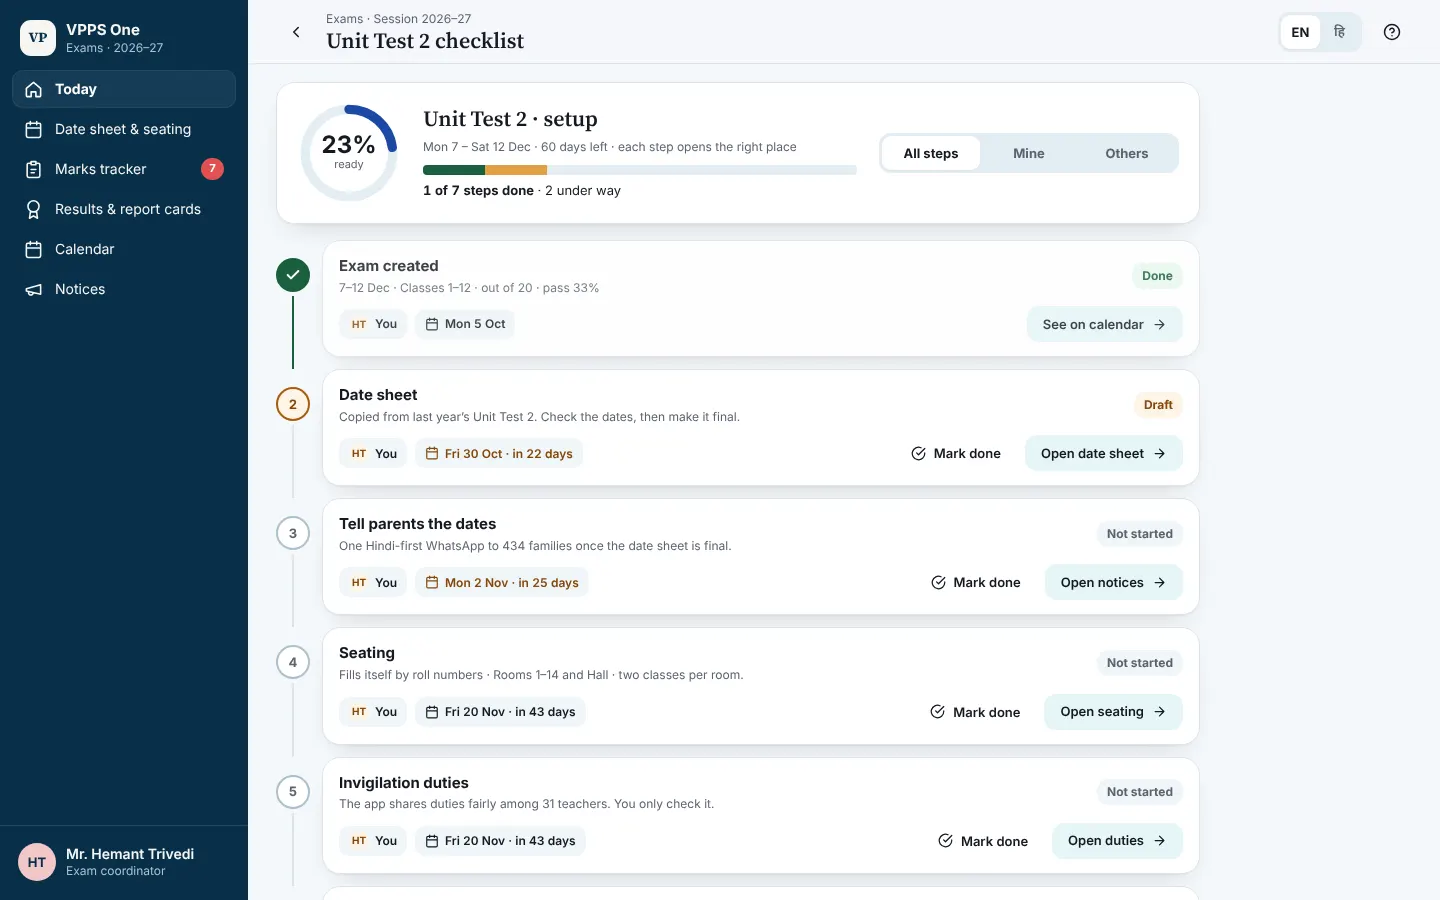 VP
VPPS One
Exams · 2026–27
Today
Date sheet & seating
Marks tracker
7
Results & report cards
Calendar
Notices
HT
Mr. Hemant Trivedi
Exam coordinator
Exams · Session 2026–27
Unit Test 2 checklist
EN
हि
23%
ready
Unit Test 2 · setup
Mon 7 – Sat 12 Dec · 60 days left · each step opens the right place
1 of 7 steps done · 2 under way
All steps
Mine
Others
Exam created
7–12 Dec · Classes 1–12 · out of 20 · pass 33%
Done
HT You
Mon 5 Oct
See on calendar
2
Date sheet
Copied from last year’s Unit Test 2. Check the dates, then make it final.
Draft
HT You
Fri 30 Oct · in 22 days
Mark done
Open date sheet
3
Tell parents the dates
One Hindi-first WhatsApp to 434 families once the date sheet is final.
Not started
HT You
Mon 2 Nov · in 25 days
Mark done
Open notices
4
Seating
Fills itself by roll numbers · Rooms 1–14 and Hall · two classes per room.
Not started
HT You
Fri 20 Nov · in 43 days
Mark done
Open seating
5
Invigilation duties
The app shares duties fairly among 31 teachers. You only check it.
Not started
HT You
Fri 20 Nov · in 43 days
Mark done
Open duties